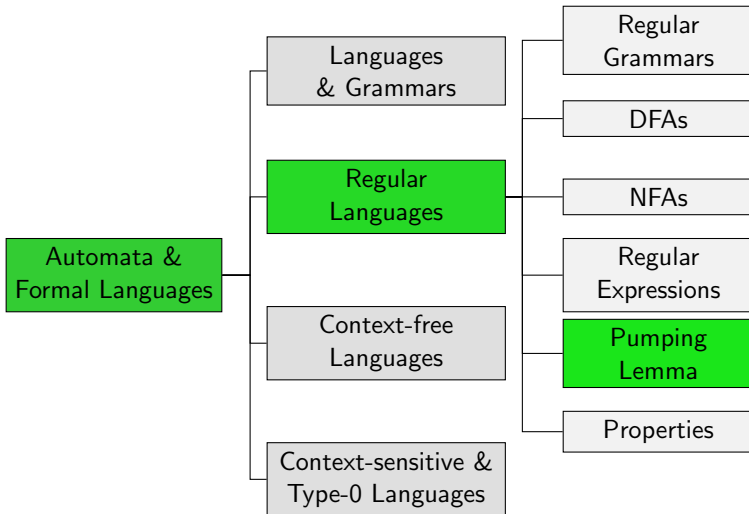 Automata &
Formal Languages
Languages
& Grammars
Regular
Languages
Context-free
Languages
Context-sensitive &
Type-0 Languages
Regular
Grammars
DFAs
NFAs
Regular
Expressions
Pumping
Lemma
Properties